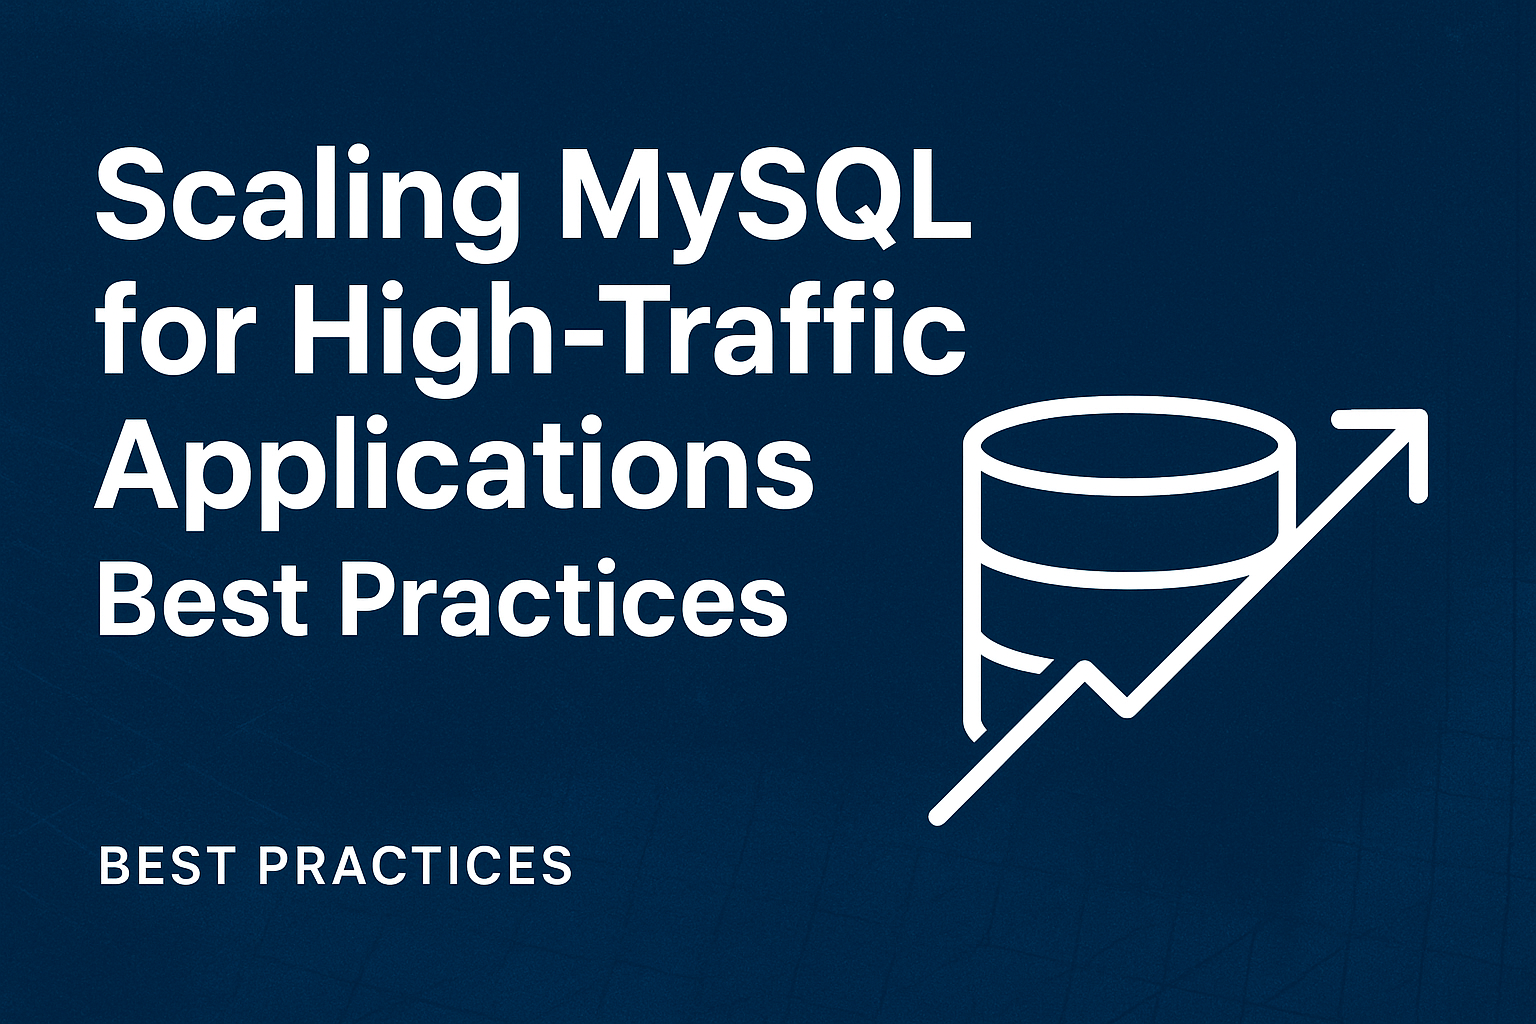 Scaling MySQL
for High-Traffic
Applications
Best Practices
BEST PRACTICES